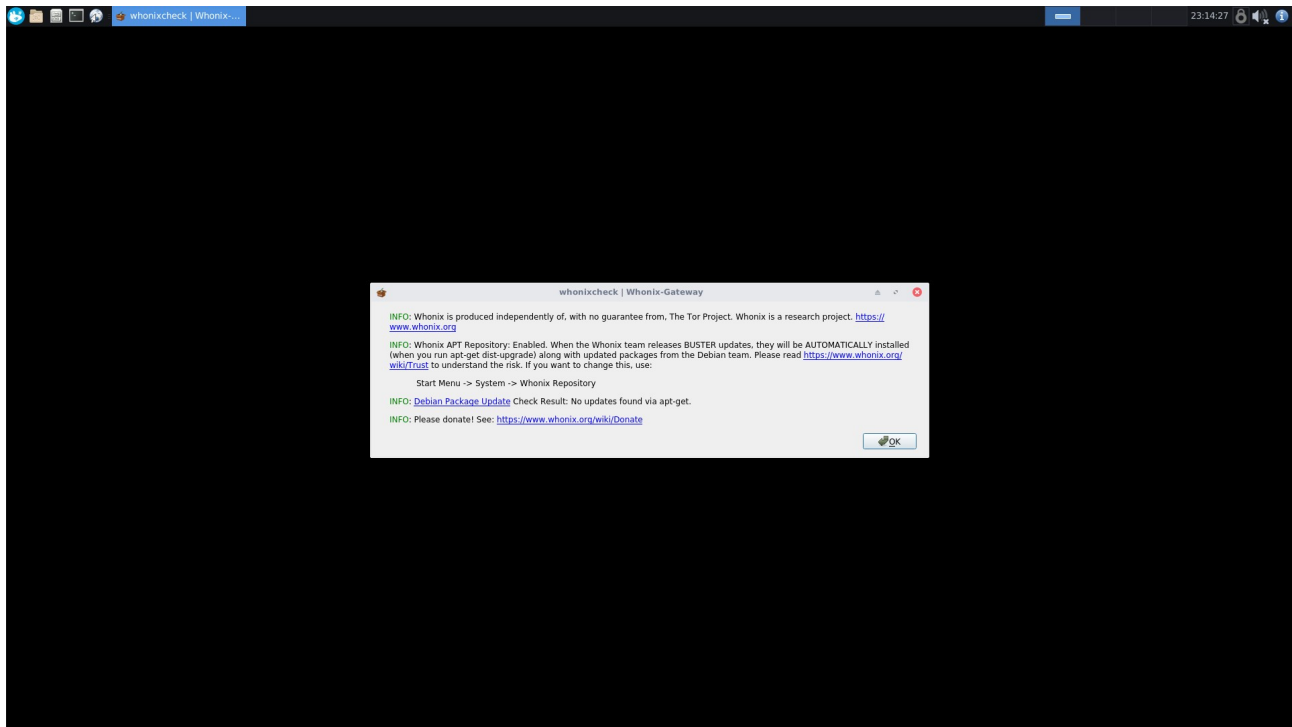 whonixcheck | Whonix-...
23:14:27
whonixcheck | Whonix-Gateway
INFO: Whonix is produced independently of, with no guarantee from, The Tor Project. Whonix is a research project. https://
www.whonix.org
INFO: Whonix APT Repository: Enabled. When the Whonix team releases BUSTER updates, they will be AUTOMATICALLY installed
(when you run apt-get dist-upgrade) along with updated packages from the Debian team. Please read https://www.whonix.org/
wiki/Trust to understand the risk. If you want to change this, use:
Start Menu -> System -> Whonix Repository
INFO: Debian Package Update Check Result: No updates found via apt-get.
INFO: Please donate! See: https://www.whonix.org/wiki/Donate
OK